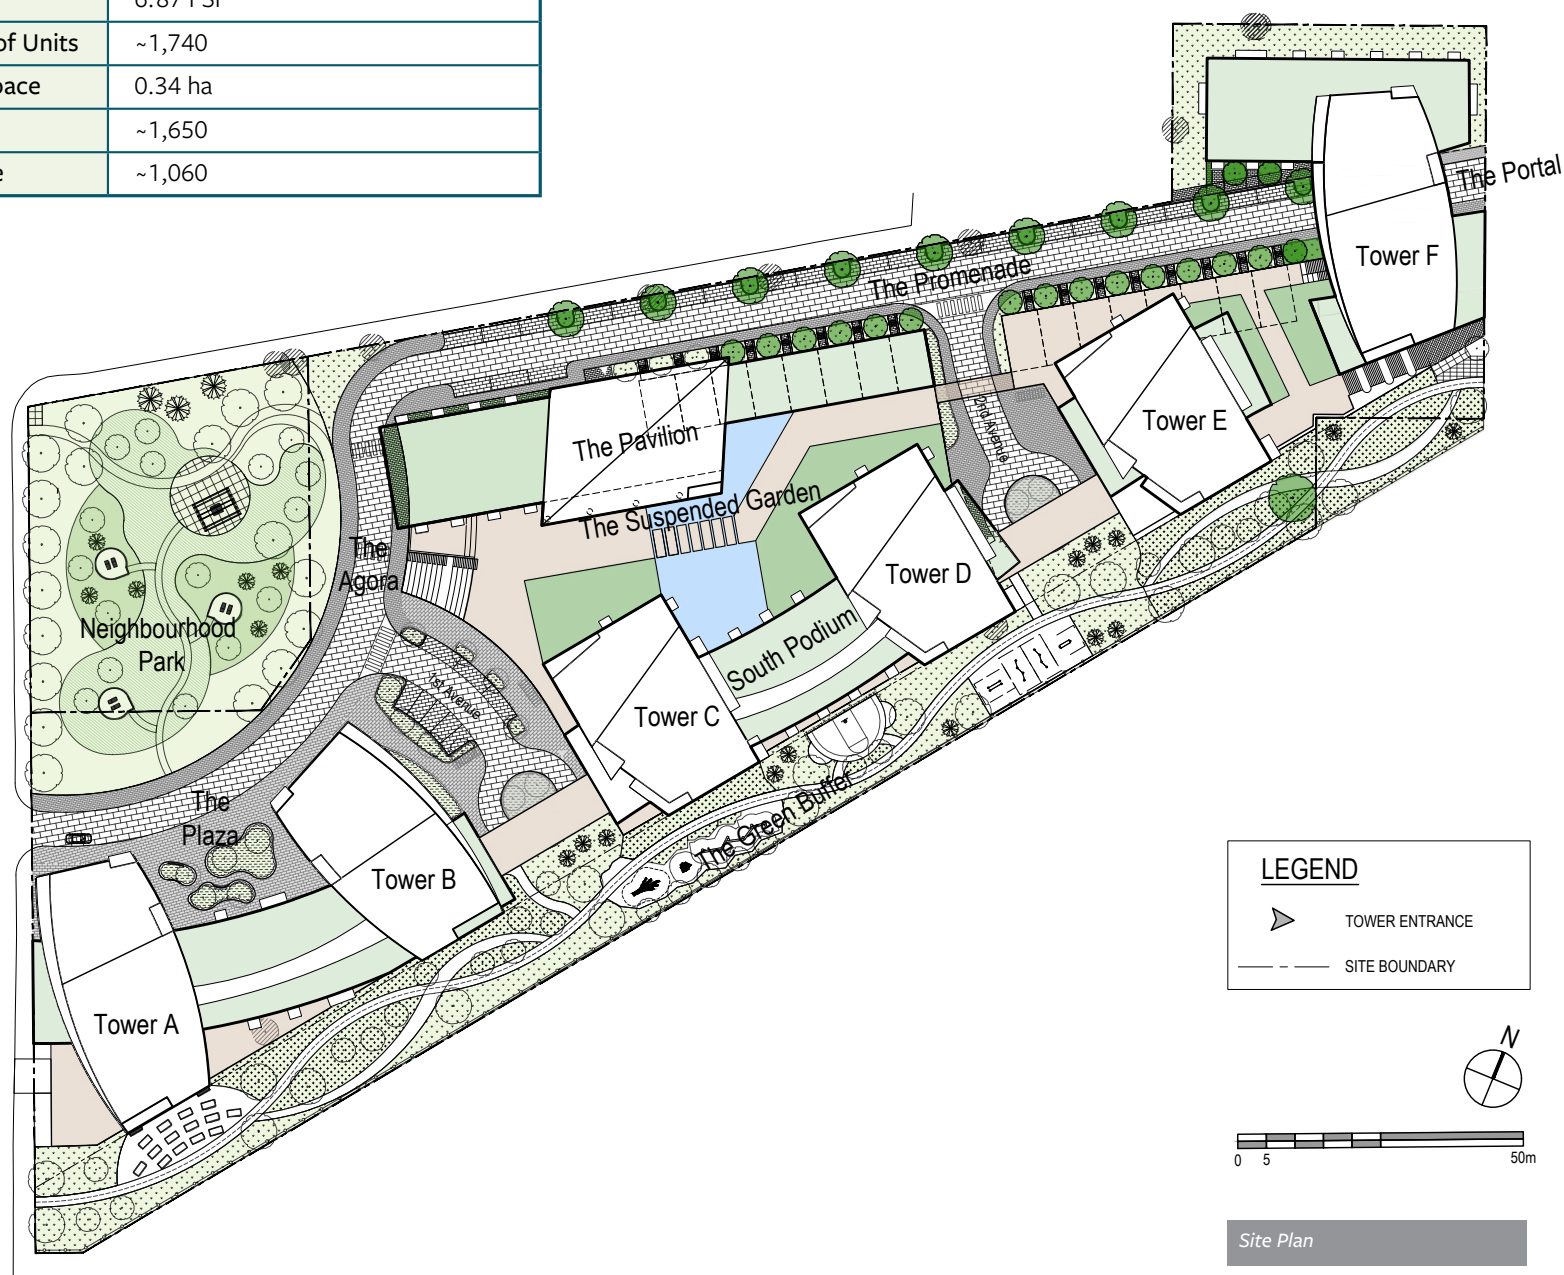 of Units ~1,740
0.34 ha
~1,650
~1,060
The Portal
Tower F
The Promenade
2nd Avenue
Tower E
The Pavilion
The Suspended Garden
The
Agora
Tower D
Neighbourhood
Park
South Podium
1st Avenue
Tower C
The
Plaza
The Green Buffer
Tower B
Tower A
LEGEND
TOWER ENTRANCE
SITE BOUNDARY
N
0 5 50m
Site Plan